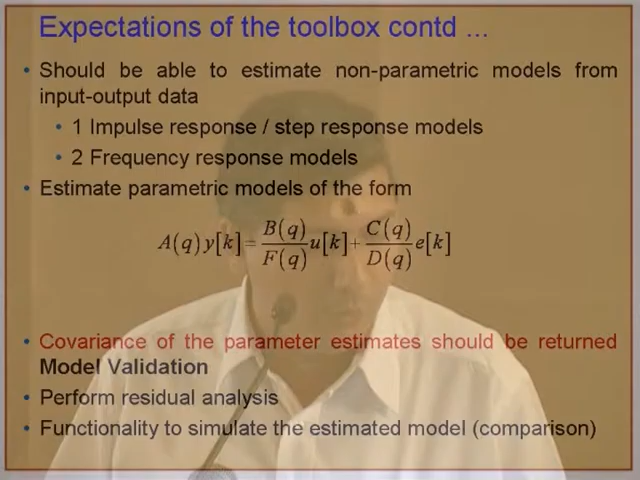 Expectations of the toolbox contd ...
• Should be able to estimate non-parametric models from
input-output data
• 1 Impulse response / step response models
• 2 Frequency response models
• Estimate parametric models of the form
A(q) y[k] = B(q)/F(q) u[k] + C(q)/D(q) e[k]
• Covariance of the parameter estimates should be returned
Model Validation
• Perform residual analysis
• Functionality to simulate the estimated model (comparison)